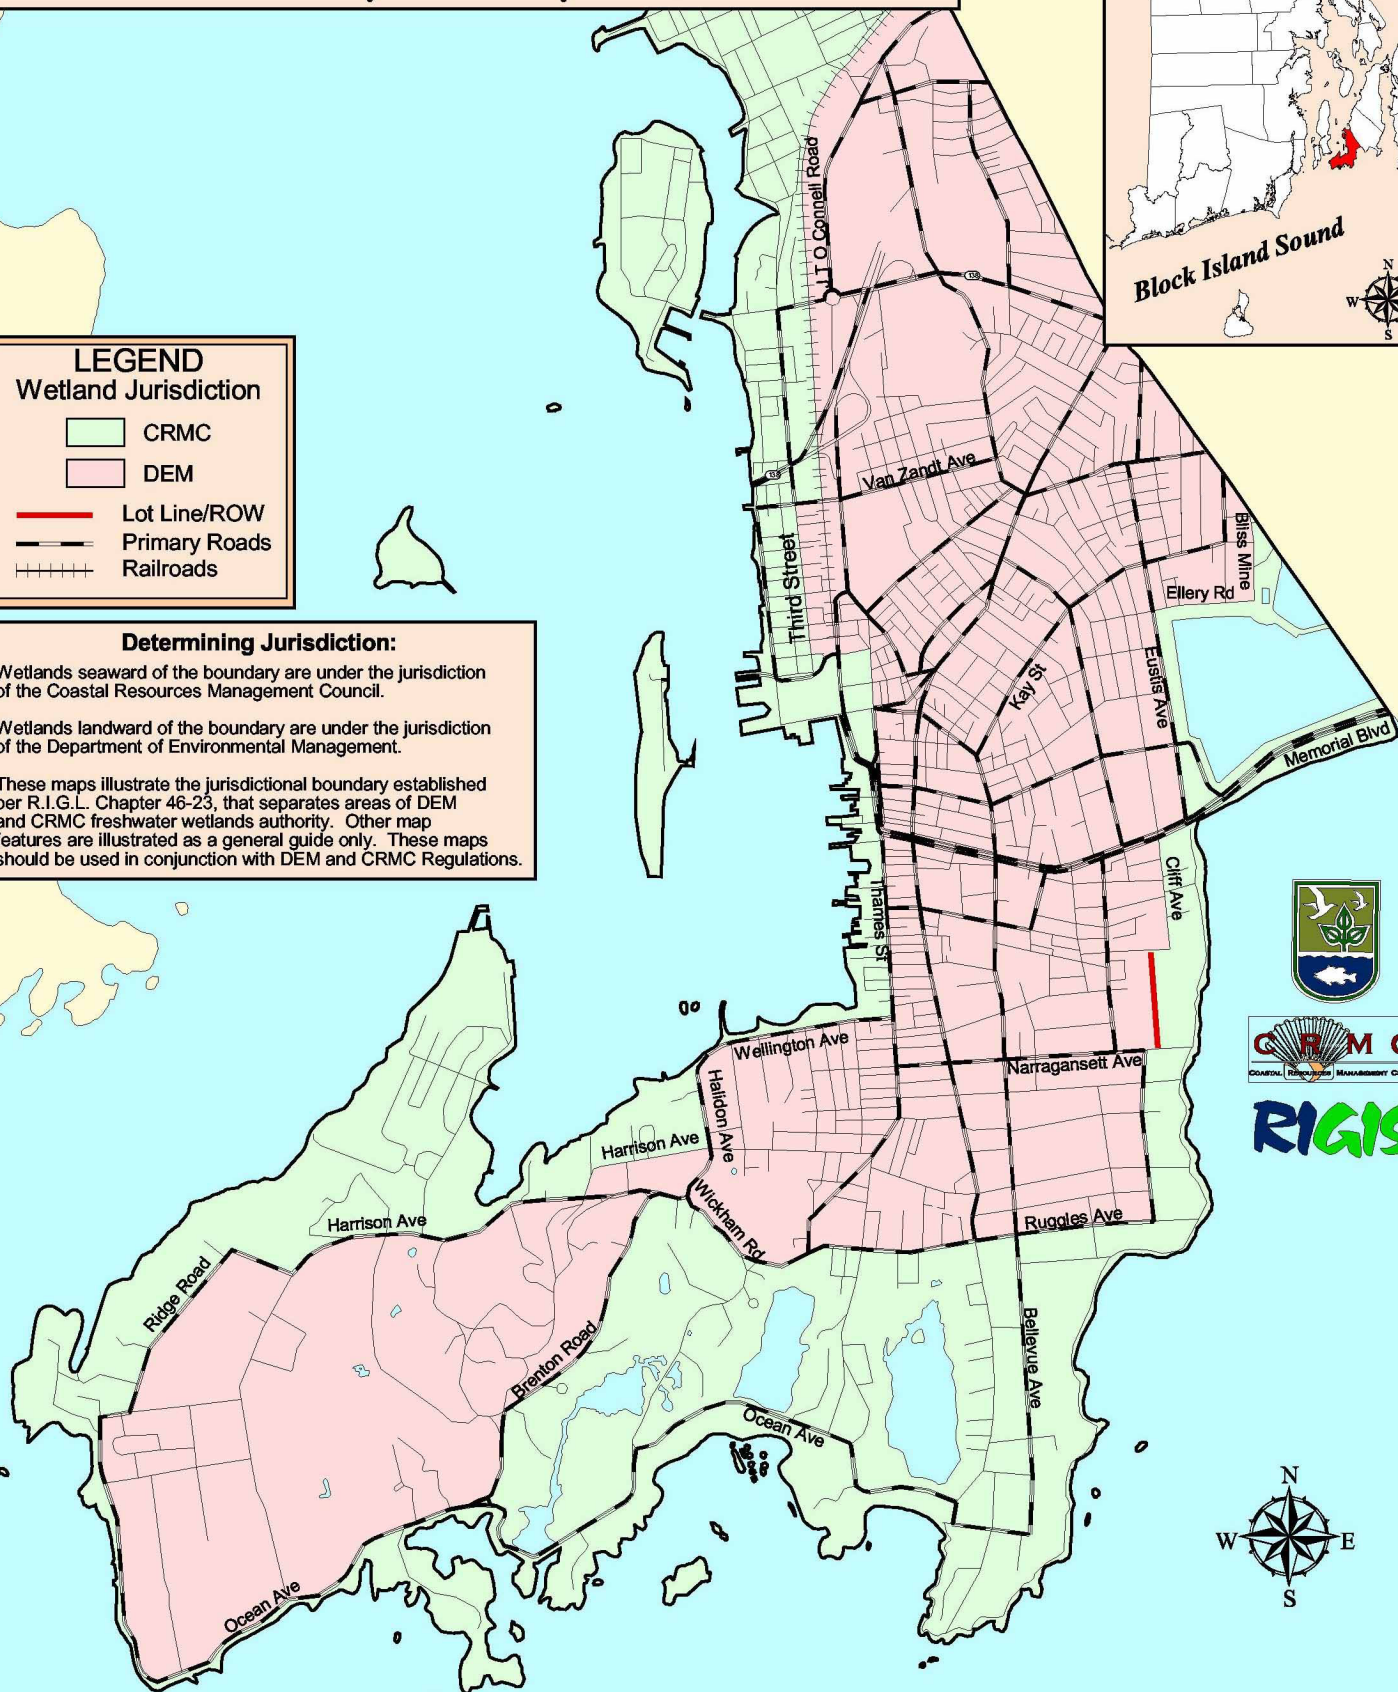 Block Island Sound
N
W
S
J T O Connell Road
138
LEGEND
Wetland Jurisdiction
CRMC
DEM
Lot Line/ROW
Primary Roads
Railroads
Van Zandt Ave
138
Third Street
Bliss Mine
Ellery Rd
Determining Jurisdiction:
Wetlands seaward of the boundary are under the jurisdiction
of the Coastal Resources Management Council.
Wetlands landward of the boundary are under the jurisdiction
of the Department of Environmental Management.
These maps illustrate the jurisdictional boundary established
per R.I.G.L. Chapter 46-23, that separates areas of DEM
and CRMC freshwater wetlands authority. Other map
features are illustrated as a general guide only. These maps
should be used in conjunction with DEM and CRMC Regulations.
Kay St
Eustis Ave
Memorial Blvd
Cliff Ave
Thames St
Wellington Ave
Narragansett Ave
C R M C
COASTAL RESOURCES MANAGEMENT C
RIGIS
Halidon Ave
Harrison Ave
Wickham Rd
Harrison Ave
Ruggles Ave
Ridge Road
Brenton Road
Bellevue Ave
Ocean Ave
N
W E
S
Ocean Ave